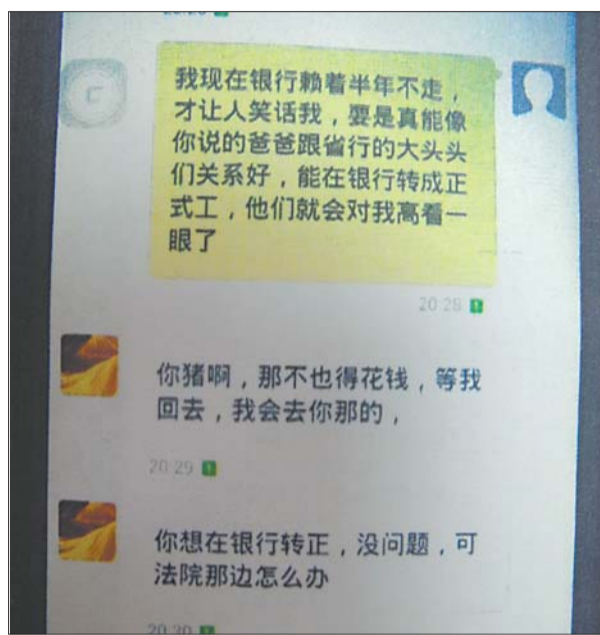 我现在银行赖着半年不走，
才让人笑话我，要是真能像
你说的爸爸跟省行的大头头
们关系好，能在银行转成正
式工，他们就会对我高看一
眼了
20:28
你猪啊，那不也得花钱，等我
回去，我会去你那的，
20:29
你想在银行转正，没问题，可
法院那边怎么办
20:30